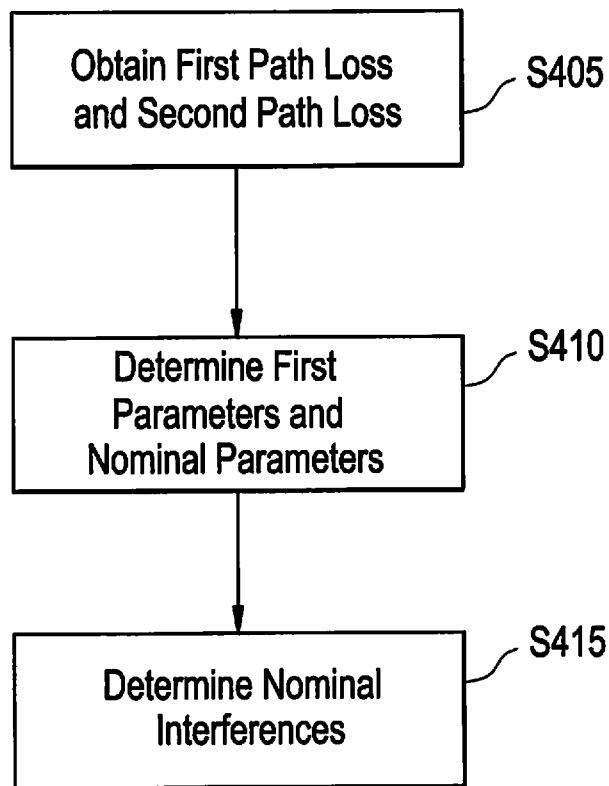 Obtain First Path Loss
and Second Path Loss
S405
Determine First
Parameters and
Nominal Parameters
S410
Determine Nominal
Interferences
S415